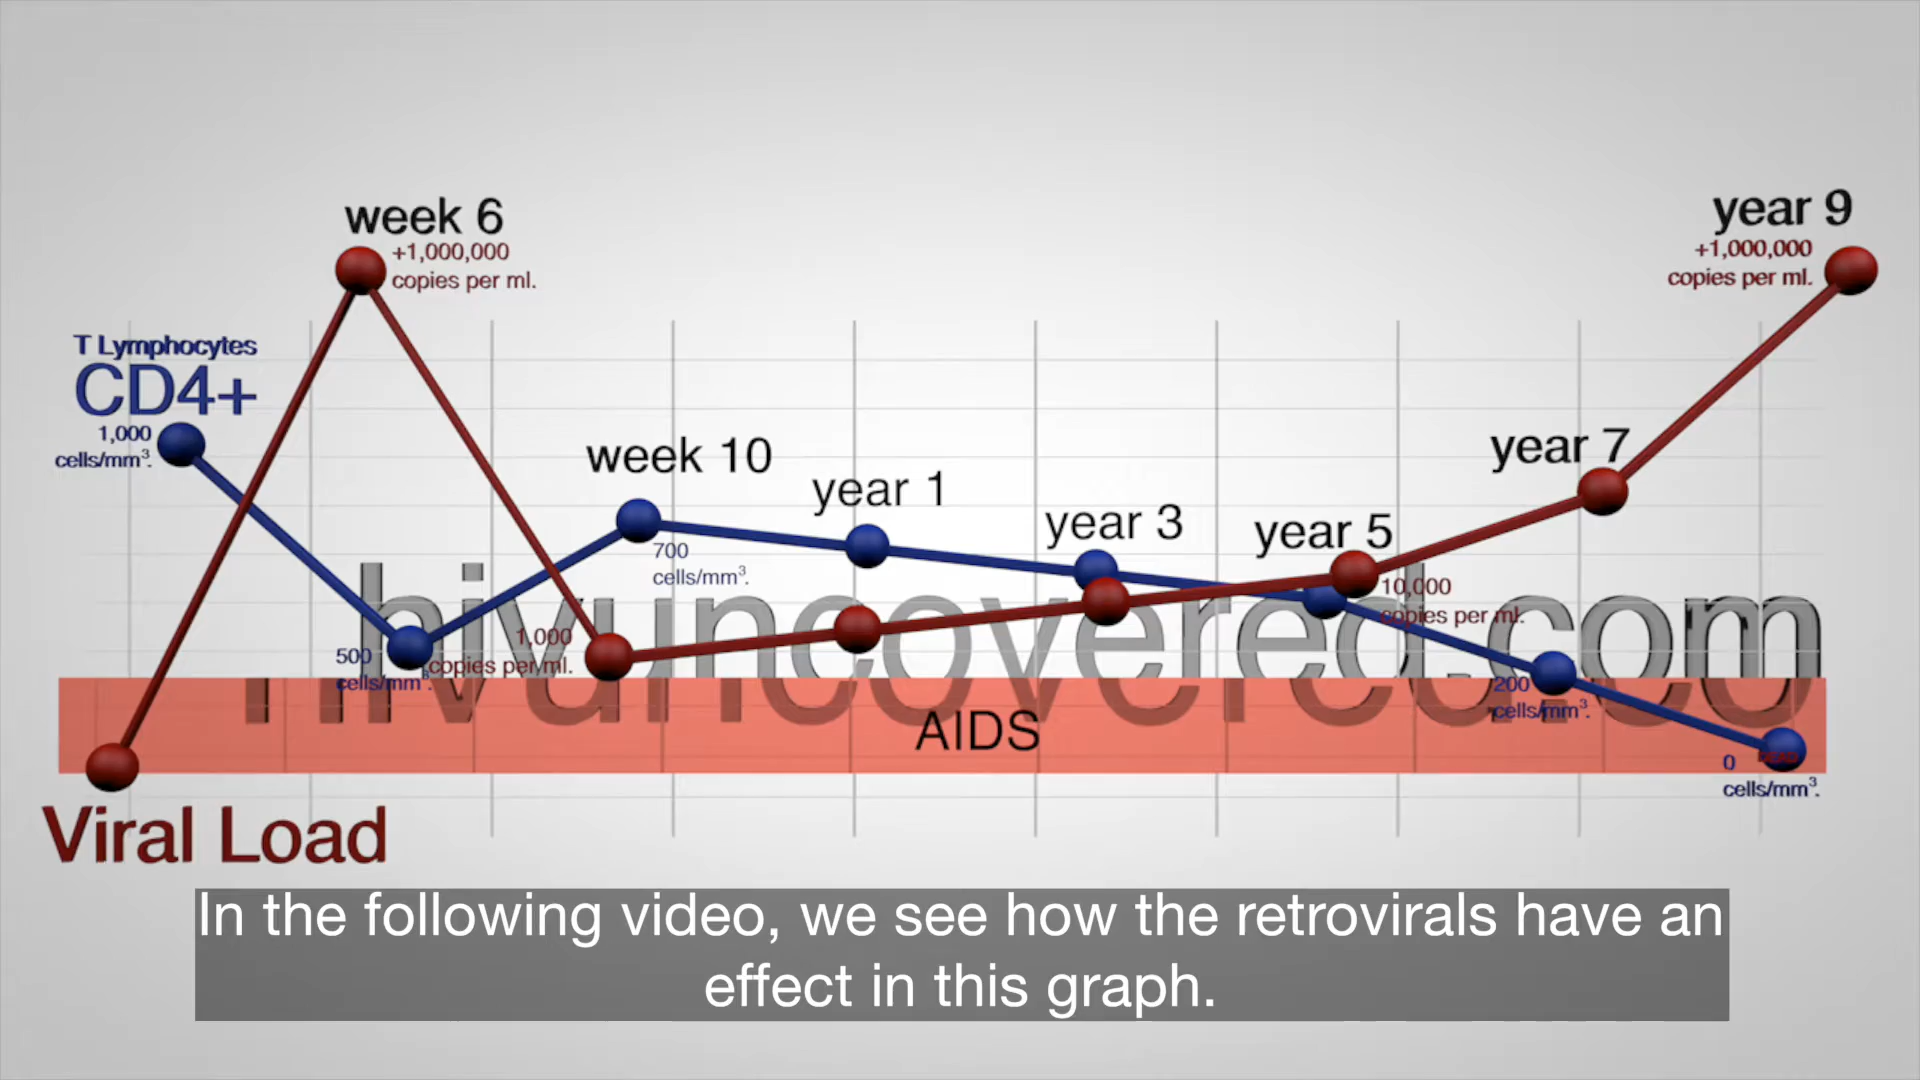 week 6
+1,000,000
copies per ml.
year 9
+1,000,000
copies per ml.
T Lymphocytes
CD4+
1,000
cells/mm³.
week 10
year 1
year 3
year 5
year 7
700
cells/mm³.
500
cells/mm³.
1,000
copies per ml.
10,000
copies per ml.
hivuncovered.com
200
cells/mm³.
AIDS
0
cells/mm³.
Viral Load
In the following video, we see how the retrovirals have an
effect in this graph.